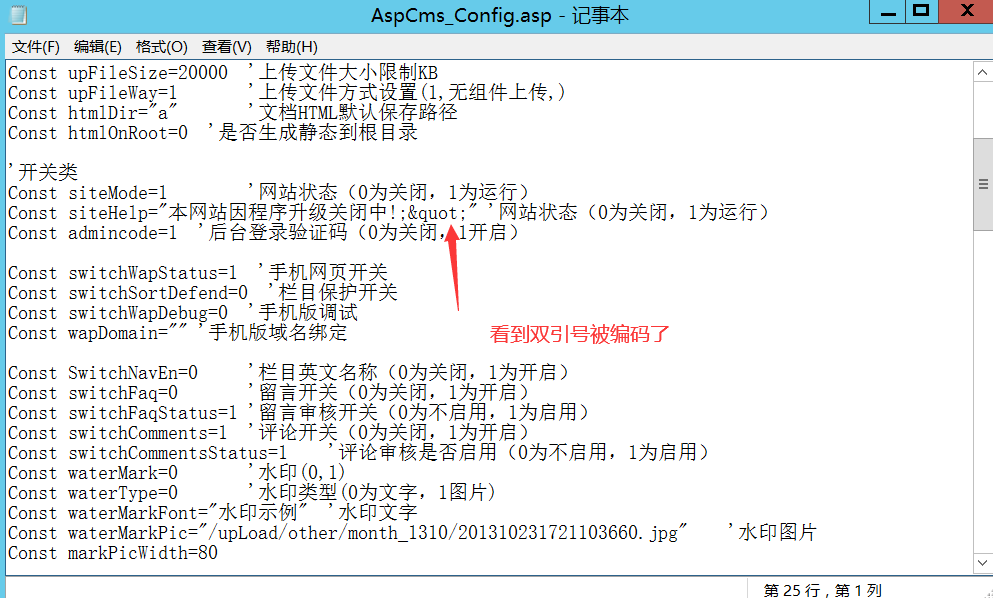 AspCms_Config.asp - 记事本
文件(F) 编辑(E) 格式(O) 查看(V) 帮助(H)
Const upFileSize=20000 '上传文件大小限制KB
Const upFileWay=1 '上传文件方式设置(1,无组件上传,)
Const htmlDir="a" '文档HTML默认保存路径
Const htmlOnRoot=0 '是否生成静态到根目录
'开关类
Const siteMode=1 '网站状态（0为关闭，1为运行）
Const siteHelp="本网站因程序升级关闭中!;&quot;" '网站状态（0为关闭，1为运行）
Const admincode=1 '后台登录验证码（0为关闭，1开启）
Const switchWapStatus=1 '手机网页开关
Const switchSortDefend=0 '栏目保护开关
Const switchWapDebug=0 '手机版调试
Const wapDomain="" '手机版域名绑定
看到双引号被编码了
Const SwitchNavEn=0 '栏目英文名称（0为关闭，1为开启）
Const switchFaq=0 '留言开关（0为关闭，1为开启）
Const switchFaqStatus=1 '留言审核开关（0为不启用，1为启用）
Const switchComments=1 '评论开关（0为关闭，1为开启）
Const switchCommentsStatus=1 '评论审核是否启用（0为不启用，1为启用）
Const waterMark=0 '水印(0,1)
Const waterType=0 '水印类型(0为文字，1图片)
Const waterMarkFont="水印示例" '水印文字
Const waterMarkPic="/upLoad/other/month_1310/201310231721103660.jpg" '水印图片
Const markPicWidth=80
第 25 行，第 1 列